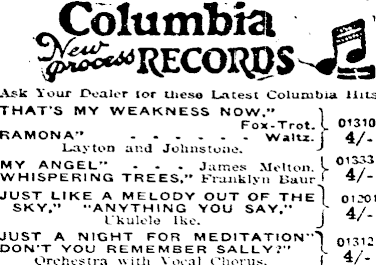 Columbia
New
process RECORDS
Ask Your Dealer for these Latest Columbia Hits
THAT'S MY WEAKNESS NOW,"
Fox-Trot. 01310
RAMONA" - - - - - Waltz. 4/-
Layton and Johnstone.
MY ANGEL" - - - James Melton. 01333
WHISPERING TREES," Franklyn Baur 4/-
JUST LIKE A MELODY OUT OF THE 01201
SKY," "ANYTHING YOU SAY," 4/-
Ukulele Ike.
JUST A NIGHT FOR MEDITATION" 01312
DON'T YOU REMEMBER SALLY?" 4/-
Orchestra with Vocal Chorus.